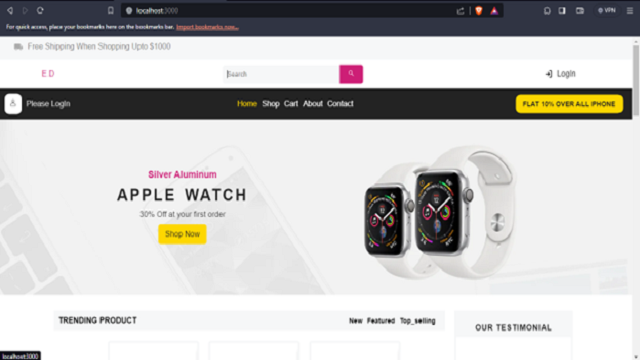 localhost:3000
VPN
For quick access, place your bookmarks here on the bookmarks bar. Import bookmarks now...
Free Shipping When Shopping Upto $1000
E D
Search
Login
Please Login
Home Shop Cart About Contact
FLAT 10% OVER ALL IPHONE
Silver Aluminum
APPLE WATCH
30% Off at your first order
Shop Now
TRENDING PRODUCT
New Featured Top_selling
OUR TESTIMONIAL
localhost:3000